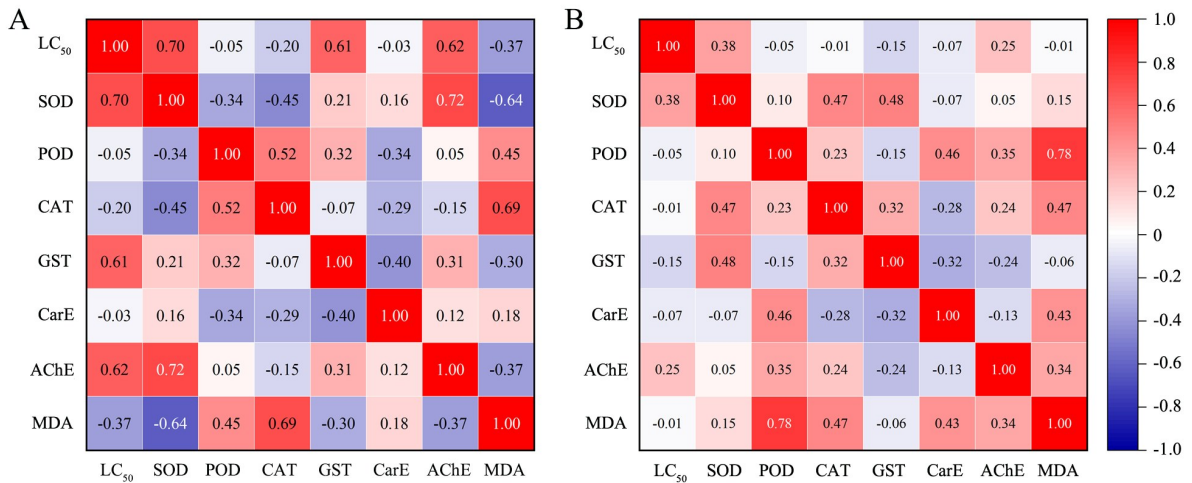 A
LC50 1.00 0.70 -0.05 -0.20 0.61 -0.03 0.62 -0.37
SOD 0.70 1.00 -0.34 -0.45 0.21 0.16 0.72 -0.64
POD -0.05 -0.34 1.00 0.52 0.32 -0.34 0.05 0.45
CAT -0.20 -0.45 0.52 1.00 -0.07 -0.29 -0.15 0.69
GST 0.61 0.21 0.32 -0.07 1.00 -0.40 0.31 -0.30
CarE -0.03 0.16 -0.34 -0.29 -0.40 1.00 0.12 0.18
AChE 0.62 0.72 0.05 -0.15 0.31 0.12 1.00 -0.37
MDA -0.37 -0.64 0.45 0.69 -0.30 0.18 -0.37 1.00
LC50 SOD POD CAT GST CarE AChE MDA
B
LC50 1.00 0.38 -0.05 -0.01 -0.15 -0.07 0.25 -0.01
SOD 0.38 1.00 0.10 0.47 0.48 -0.07 0.05 0.15
POD -0.05 0.10 1.00 0.23 -0.15 0.46 0.35 0.78
CAT -0.01 0.47 0.23 1.00 0.32 -0.28 0.24 0.47
GST -0.15 0.48 -0.15 0.32 1.00 -0.32 -0.24 -0.06
CarE -0.07 -0.07 0.46 -0.28 -0.32 1.00 -0.13 0.43
AChE 0.25 0.05 0.35 0.24 -0.24 -0.13 1.00 0.34
MDA -0.01 0.15 0.78 0.47 -0.06 0.43 0.34 1.00
LC50 SOD POD CAT GST CarE AChE MDA
1.0
0.8
0.6
0.4
0.2
0
-0.2
-0.4
-0.6
-0.8
-1.0